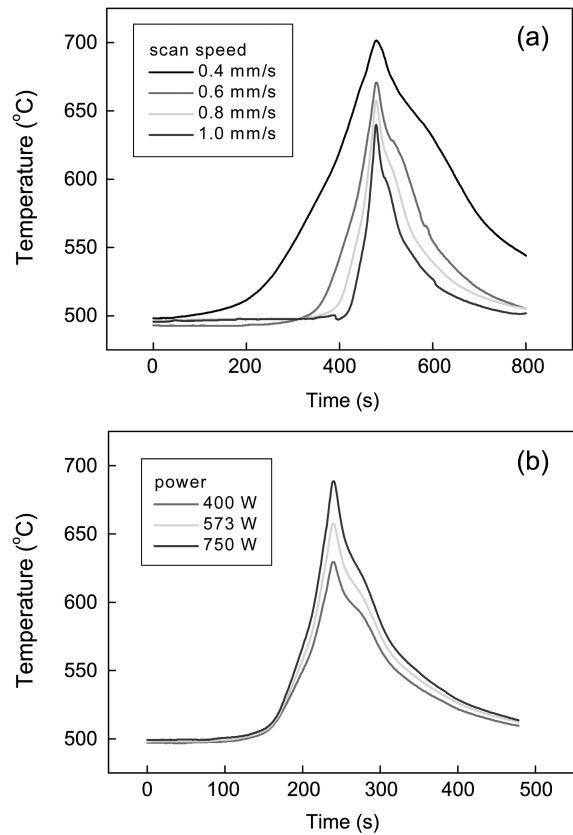 (a)
scan speed
0.4 mm/s
0.6 mm/s
0.8 mm/s
1.0 mm/s
Temperature (°C)
700
650
600
550
500
0 200 400 600 800
Time (s)
(b)
power
400 W
573 W
750 W
Temperature (°C)
700
650
600
550
500
0 100 200 300 400 500
Time (s)